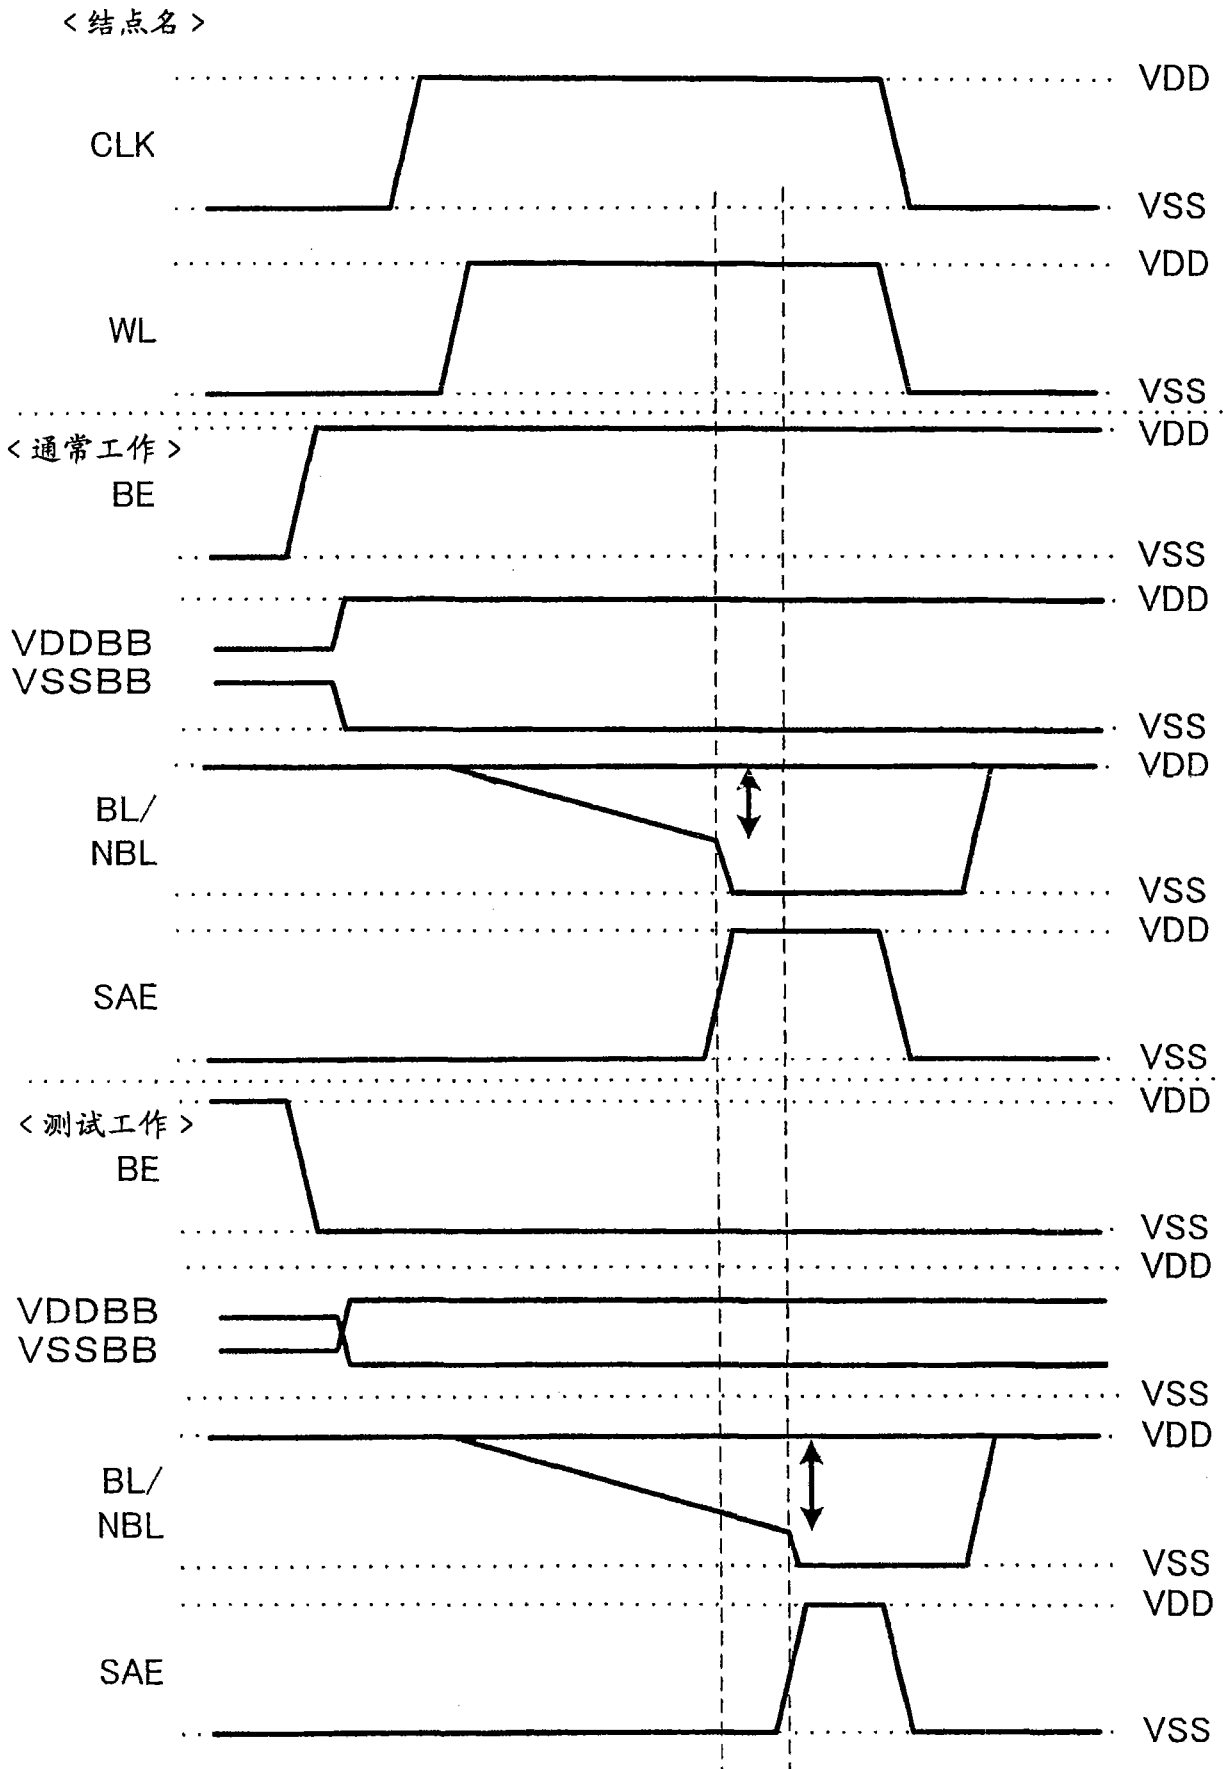 <结点名>
VDD
CLK
VSS
VDD
WL
VSS
<通常工作>
VDD
BE
VSS
VDD
VDDBB
VSSBB
VSS
VDD
BL/
NBL
VSS
VDD
SAE
VSS
<测试工作>
VDD
BE
VSS
VDD
VDDBB
VSSBB
VSS
VDD
BL/
NBL
VSS
VDD
SAE
VSS